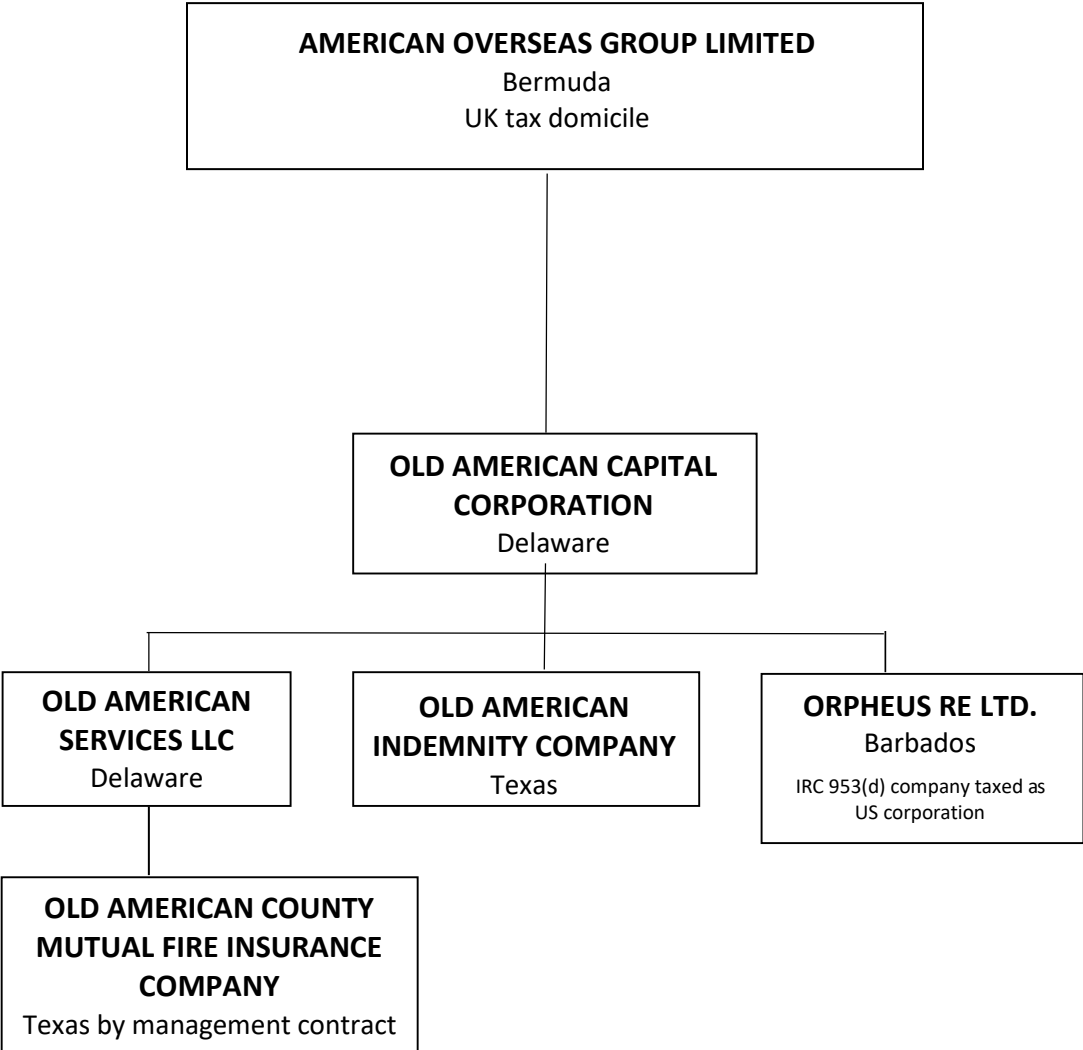 AMERICAN OVERSEAS GROUP LIMITED
Bermuda
UK tax domicile
OLD AMERICAN CAPITAL
CORPORATION
Delaware
OLD AMERICAN
SERVICES LLC
Delaware
OLD AMERICAN
INDEMNITY COMPANY
Texas
ORPHEUS RE LTD.
Barbados
IRC 953(d) company taxed as
US corporation
OLD AMERICAN COUNTY
MUTUAL FIRE INSURANCE
COMPANY
Texas by management contract